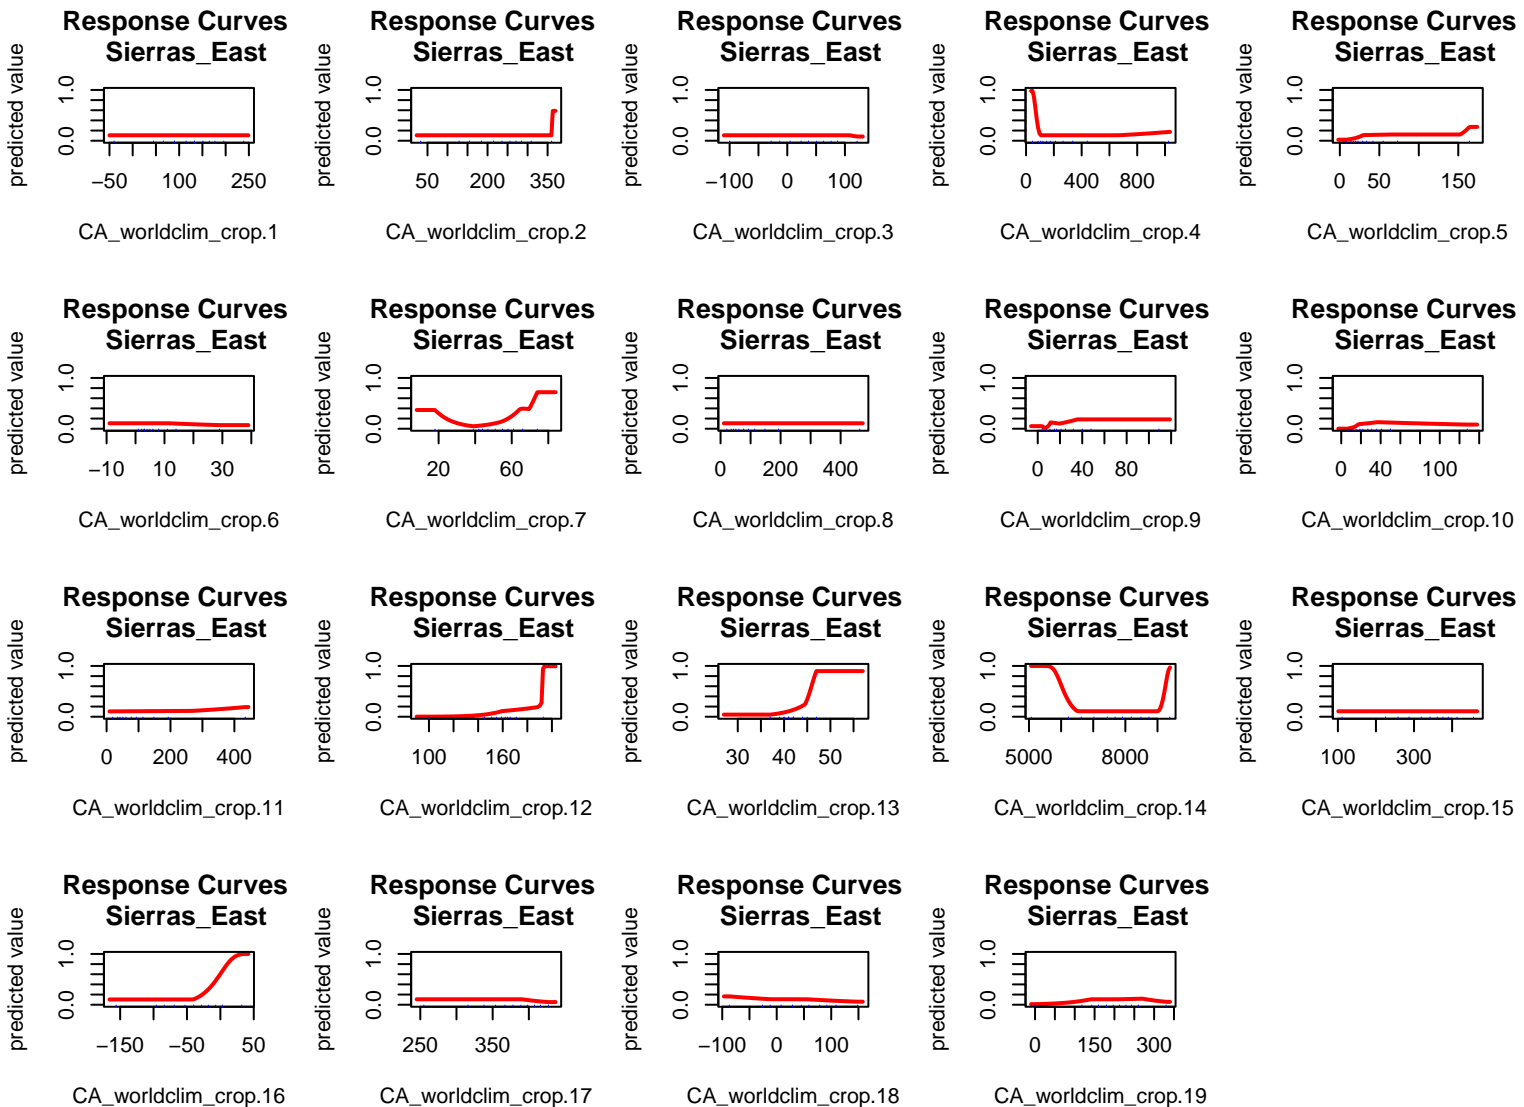 Response Curves
Sierras_East
predicted value
0.0 1.0
−50 100 250
CA_worldclim_crop.1
Response Curves
Sierras_East
predicted value
0.0 1.0
50 200 350
CA_worldclim_crop.2
Response Curves
Sierras_East
predicted value
0.0 1.0
−100 0 100
CA_worldclim_crop.3
Response Curves
Sierras_East
predicted value
0.0 1.0
0 400 800
CA_worldclim_crop.4
Response Curves
Sierras_East
predicted value
0.0 1.0
0 50 150
CA_worldclim_crop.5
Response Curves
Sierras_East
predicted value
0.0 1.0
−10 10 30
CA_worldclim_crop.6
Response Curves
Sierras_East
predicted value
0.0 1.0
20 60
CA_worldclim_crop.7
Response Curves
Sierras_East
predicted value
0.0 1.0
0 200 400
CA_worldclim_crop.8
Response Curves
Sierras_East
predicted value
0.0 1.0
0 40 80
CA_worldclim_crop.9
Response Curves
Sierras_East
predicted value
0.0 1.0
0 40 100
CA_worldclim_crop.10
Response Curves
Sierras_East
predicted value
0.0 1.0
0 200 400
CA_worldclim_crop.11
Response Curves
Sierras_East
predicted value
0.0 1.0
100 160
CA_worldclim_crop.12
Response Curves
Sierras_East
predicted value
0.0 1.0
30 40 50
CA_worldclim_crop.13
Response Curves
Sierras_East
predicted value
0.0 1.0
5000 8000
CA_worldclim_crop.14
Response Curves
Sierras_East
predicted value
0.0 1.0
100 300
CA_worldclim_crop.15
Response Curves
Sierras_East
predicted value
0.0 1.0
−150 −50 50
CA_worldclim_crop.16
Response Curves
Sierras_East
predicted value
0.0 1.0
250 350
CA_worldclim_crop.17
Response Curves
Sierras_East
predicted value
0.0 1.0
−100 0 100
CA_worldclim_crop.18
Response Curves
Sierras_East
predicted value
0.0 1.0
0 150 300
CA_worldclim_crop.19